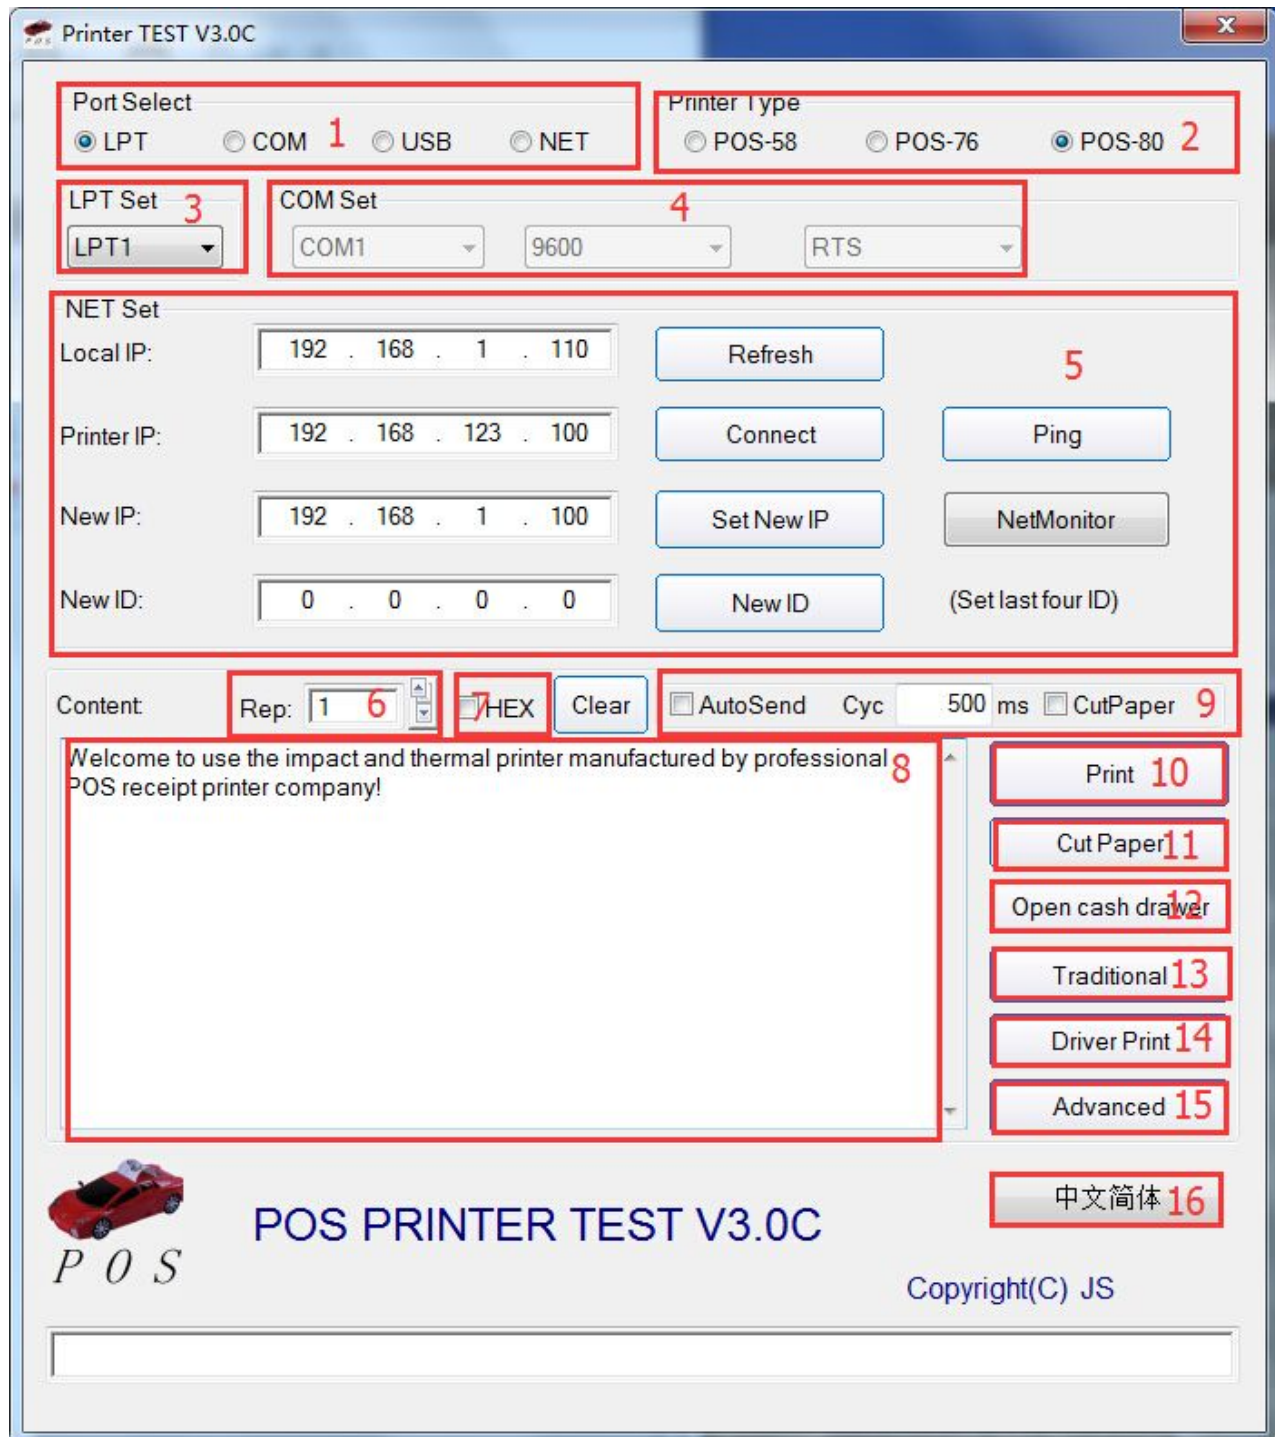 Printer TEST V3.0C
Port Select
LPT COM 1 USB NET
Printer Type
POS-58 POS-76 POS-80 2
LPT Set 3
LPT1
COM Set 4
COM1 9600 RTS
NET Set
Local IP: 192 . 168 . 1 . 110 Refresh 5
Printer IP: 192 . 168 . 123 . 100 Connect Ping
New IP: 192 . 168 . 1 . 100 Set New IP NetMonitor
New ID: 0 . 0 . 0 . 0 New ID (Set last four ID)
Content: Rep: 1 6 7 HEX Clear AutoSend Cyc 500 ms CutPaper 9
Welcome to use the impact and thermal printer manufactured by professional 8
POS receipt printer company!
Print 10
Cut Paper 11
Open cash drawer 12
Traditional 13
Driver Print 14
Advanced 15
中文简体 16
POS
POS PRINTER TEST V3.0C
Copyright(C) JS